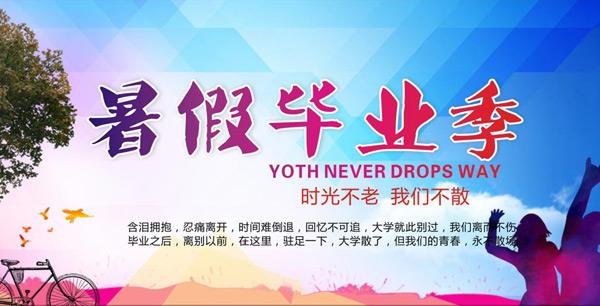 暑假毕业季
YOTH NEVER DROPS WAY
时光不老 我们不散
含泪拥抱，忍痛离开，时间难倒退，回忆不可追，大学就此别过，我们离而不伤
毕业之后，离别以前，在这里，驻足一下，大学散了，但我们的青春，永不散场